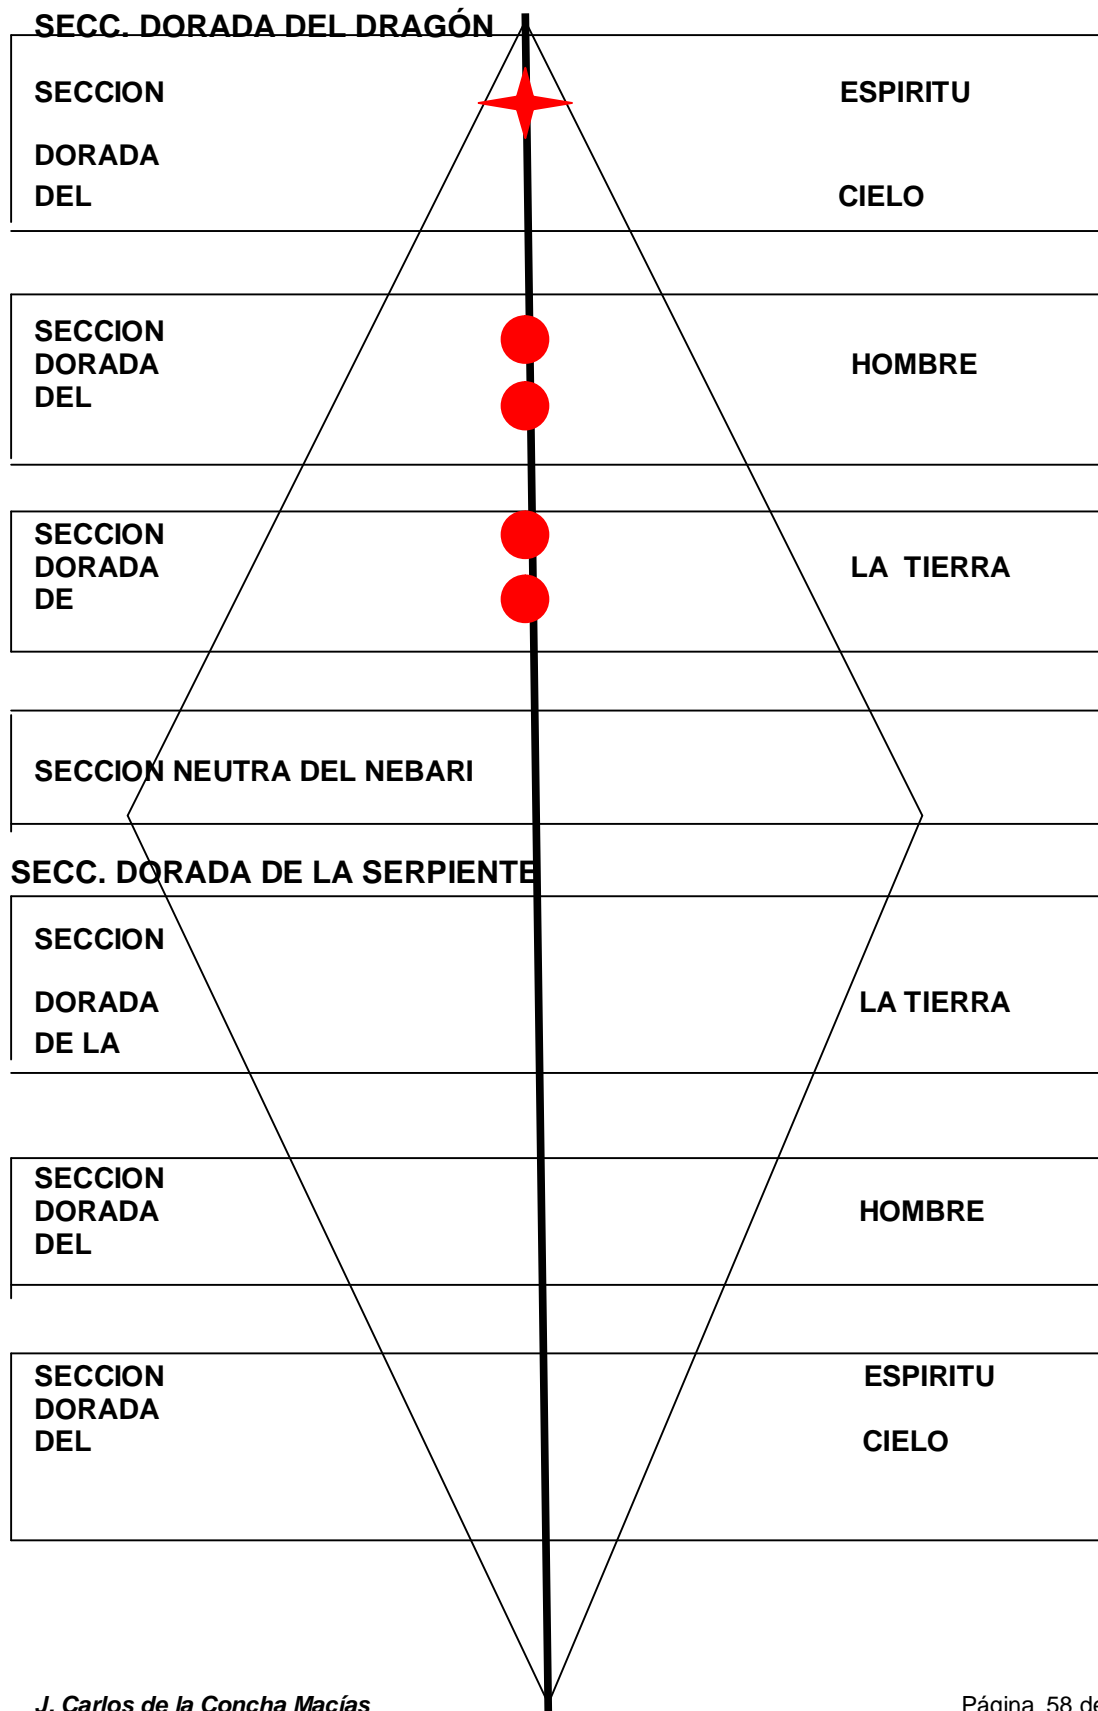 SECC. DORADA DEL DRAGÓN
SECCION ESPIRITU
DORADA
DEL CIELO
SECCION
DORADA HOMBRE
DEL
SECCION
DORADA LA TIERRA
DE
SECCION NEUTRA DEL NEBARI
SECC. DORADA DE LA SERPIENTE
SECCION
DORADA LA TIERRA
DE LA
SECCION
DORADA HOMBRE
DEL
SECCION ESPIRITU
DORADA
DEL CIELO
J. Carlos de la Concha Macías Página 58 de